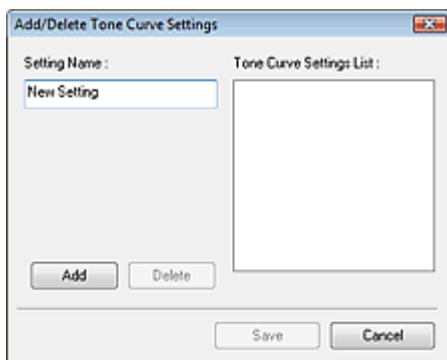 Add/Delete Tone Curve Settings
Setting Name :
Tone Curve Settings List :
New Setting
Add
Delete
Save
Cancel